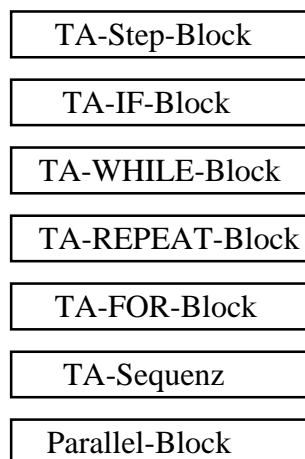 TA-Step-Block
TA-IF-Block
TA-WHILE-Block
TA-REPEAT-Block
TA-FOR-Block
TA-Sequenz
Parallel-Block